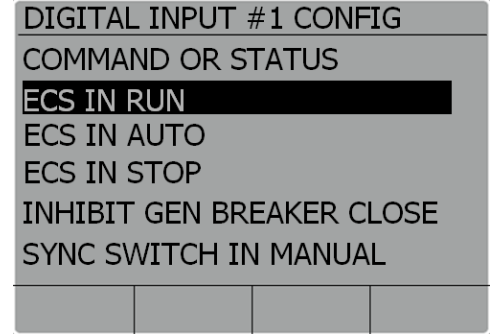 DIGITAL INPUT #1 CONFIG
COMMAND OR STATUS
ECS IN RUN
ECS IN AUTO
ECS IN STOP
INHIBIT GEN BREAKER CLOSE
SYNC SWITCH IN MANUAL